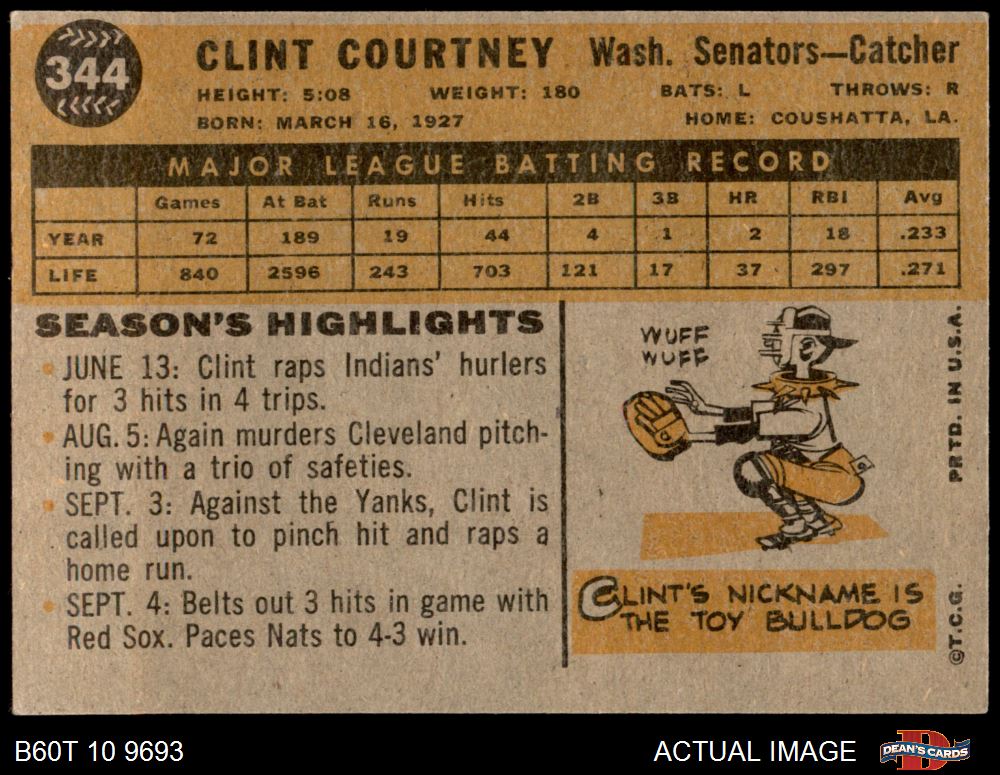 344
CLINT COURTNEY Wash. Senators—Catcher
HEIGHT: 5:08 WEIGHT: 180 BATS: L THROWS: R
BORN: MARCH 16, 1927 HOME: COUSHATTA, LA.
MAJOR LEAGUE BATTING RECORD
Games At Bat Runs Hits 2B 3B HR RBI Avg
YEAR 72 189 19 44 4 1 2 18 .233
LIFE 840 2596 243 703 121 17 37 297 .271
SEASON'S HIGHLIGHTS
• JUNE 13: Clint raps Indians' hurlers
for 3 hits in 4 trips.
• AUG. 5: Again murders Cleveland pitch-
ing with a trio of safeties.
• SEPT. 3: Against the Yanks, Clint is
called upon to pinch hit and raps a
home run.
• SEPT. 4: Belts out 3 hits in game with
Red Sox. Paces Nats to 4-3 win.
WUFF
WUFF
CLINT'S NICKNAME IS
THE TOY BULLDOG
©T.C.G. PRTD. IN U.S.A.
B60T 10 9693 ACTUAL IMAGE
DEAN'S CARDS